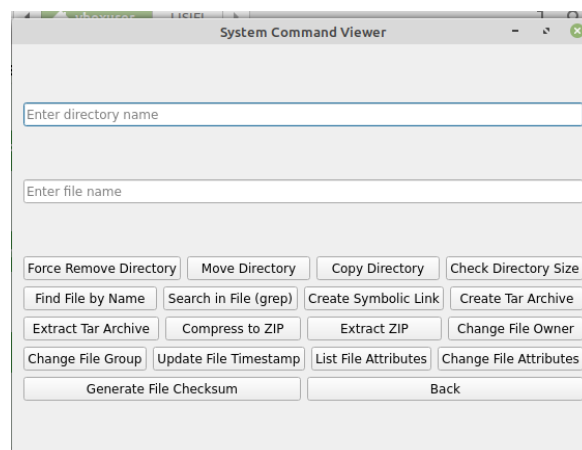 vboxuser
System Command Viewer
Enter directory name
Enter file name
Force Remove Directory Move Directory Copy Directory Check Directory Size
Find File by Name Search in File (grep) Create Symbolic Link Create Tar Archive
Extract Tar Archive Compress to ZIP Extract ZIP Change File Owner
Change File Group Update File Timestamp List File Attributes Change File Attributes
Generate File Checksum Back